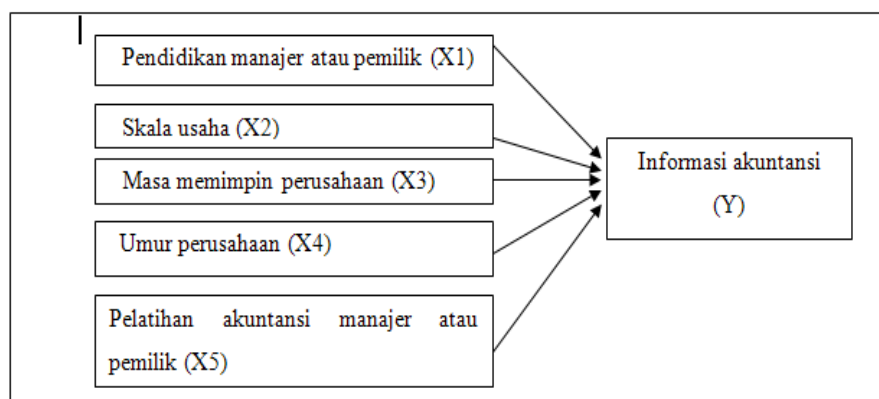 Pendidikan manajer atau pemilik (X1)
Skala usaha (X2)
Masa memimpin perusahaan (X3)
Umur perusahaan (X4)
Pelatihan akuntansi manajer atau
pemilik (X5)
Informasi akuntansi
(Y)